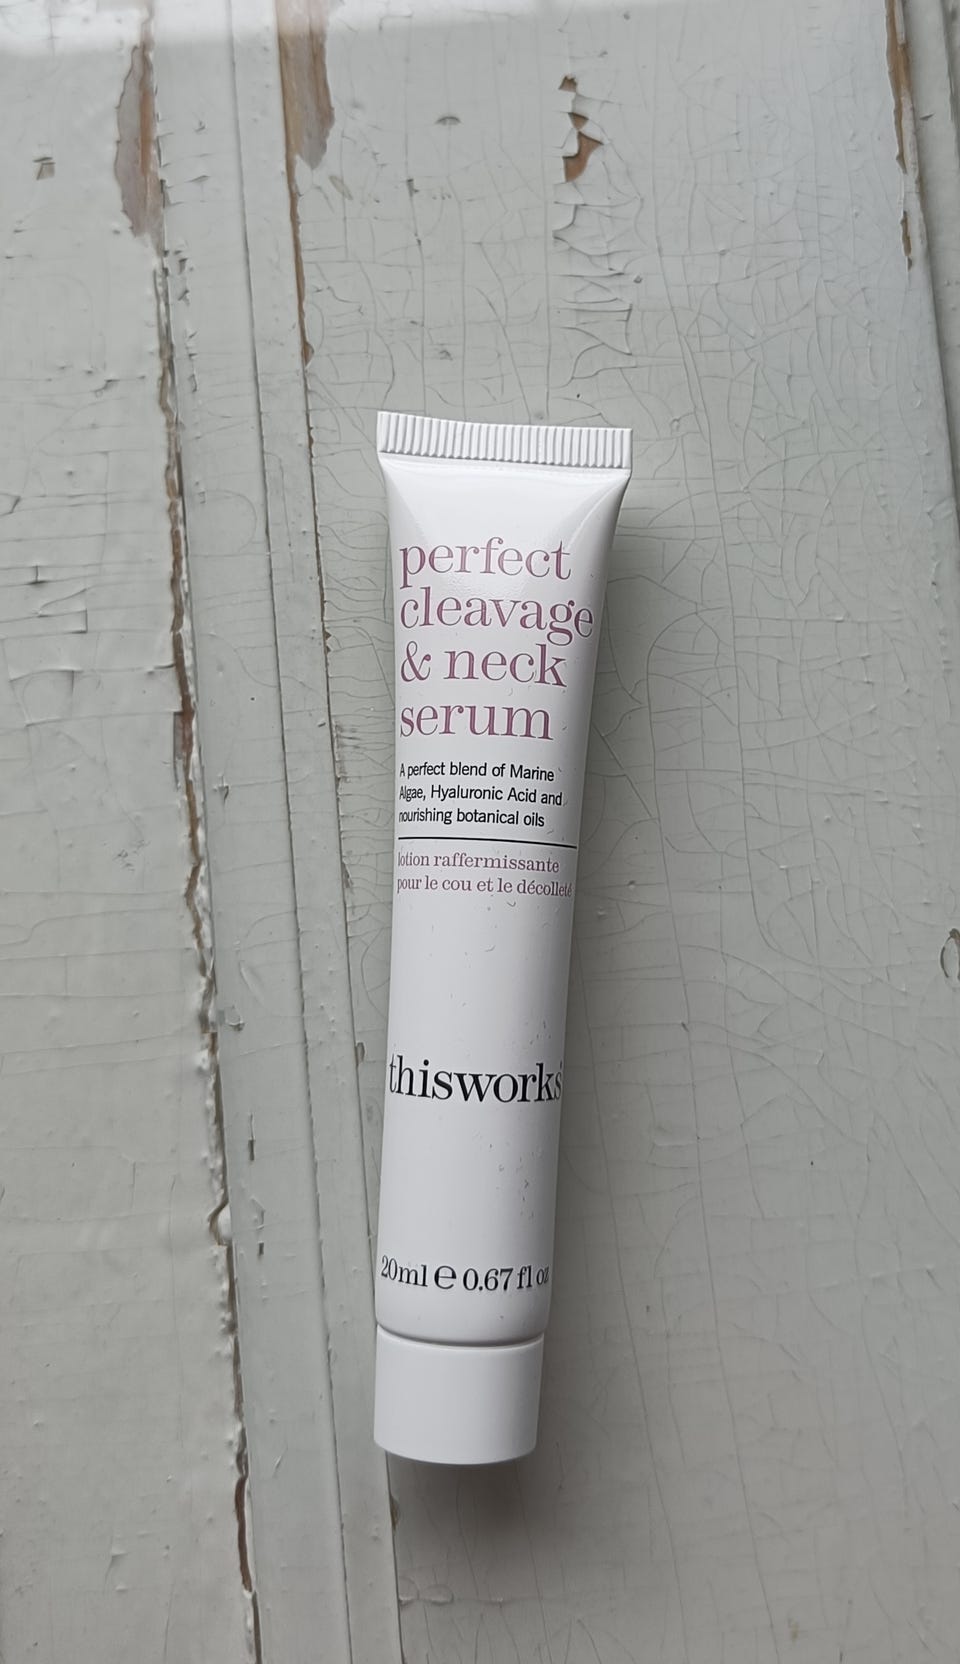 perfect
cleavage
& neck
serum
A perfect blend of Marine
Algae, Hyaluronic Acid and
nourishing botanical oils
lotion raffermissante
pour le cou et le décolleté
thisworks
20ml ℮ 0.67 fl oz